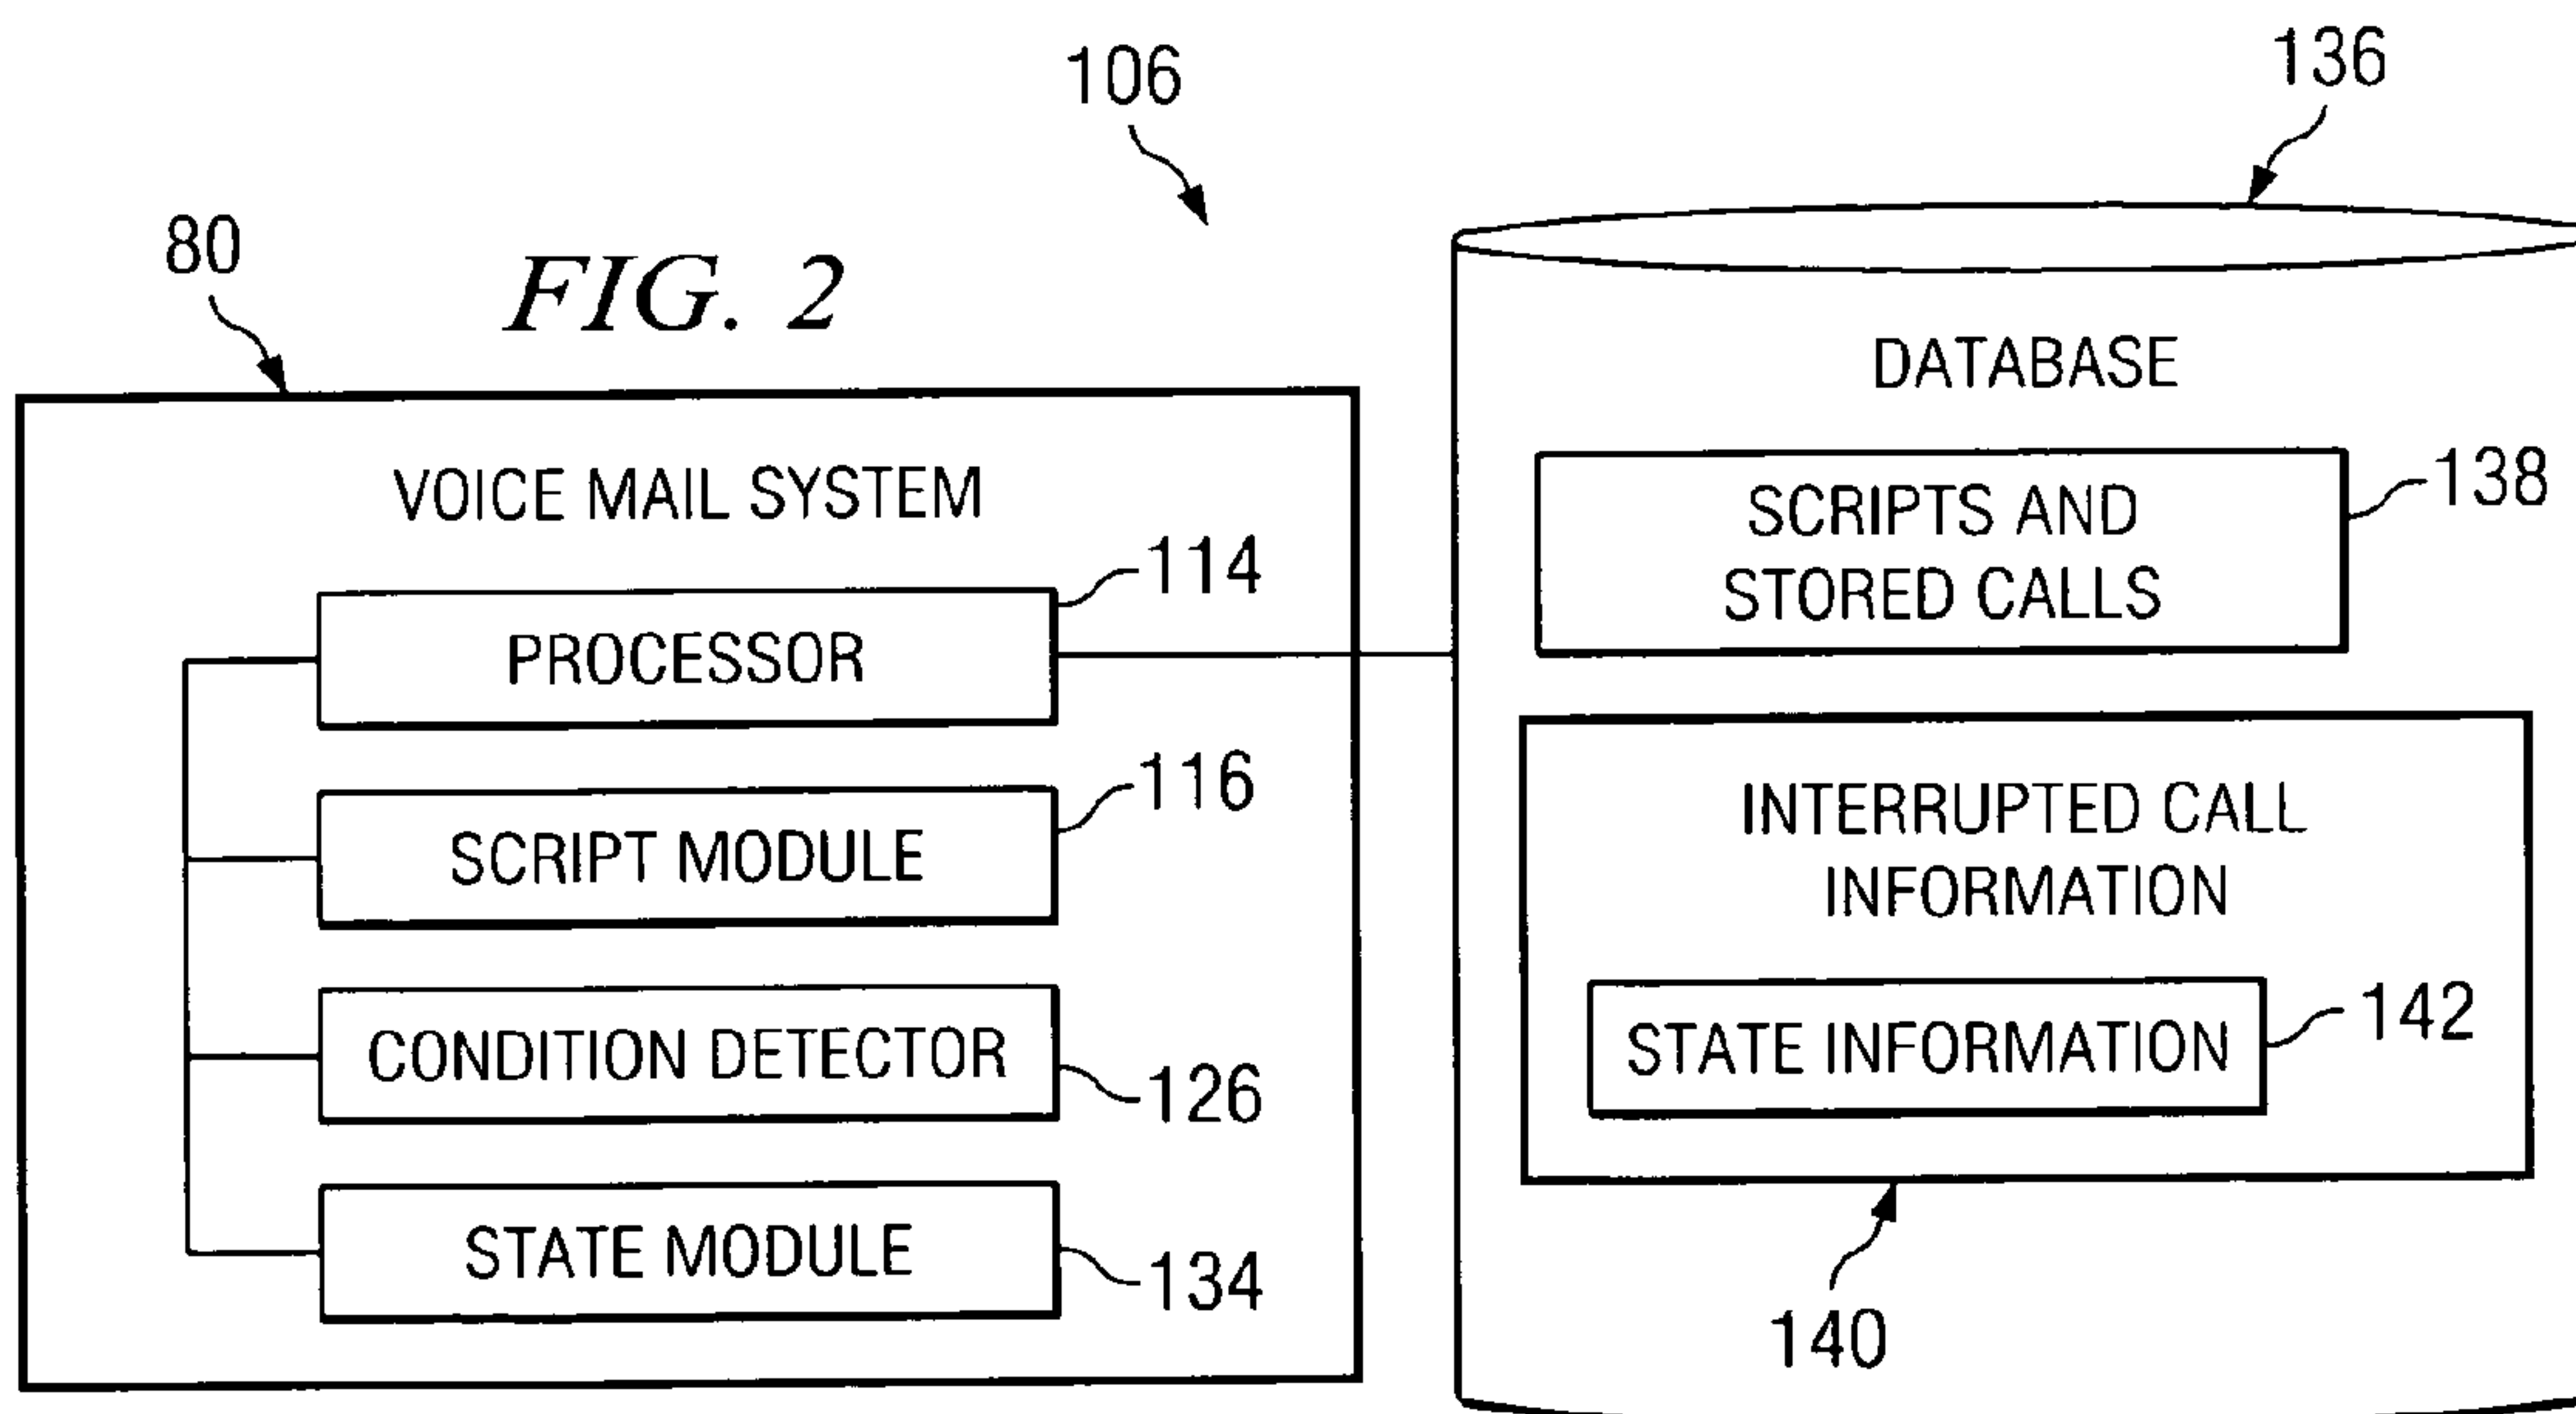 106
136
80
FIG. 2
DATABASE
VOICE MAIL SYSTEM
SCRIPTS AND
STORED CALLS
138
114
PROCESSOR
116
SCRIPT MODULE
INTERRUPTED CALL
INFORMATION
CONDITION DETECTOR
126
STATE INFORMATION
142
STATE MODULE
134
140